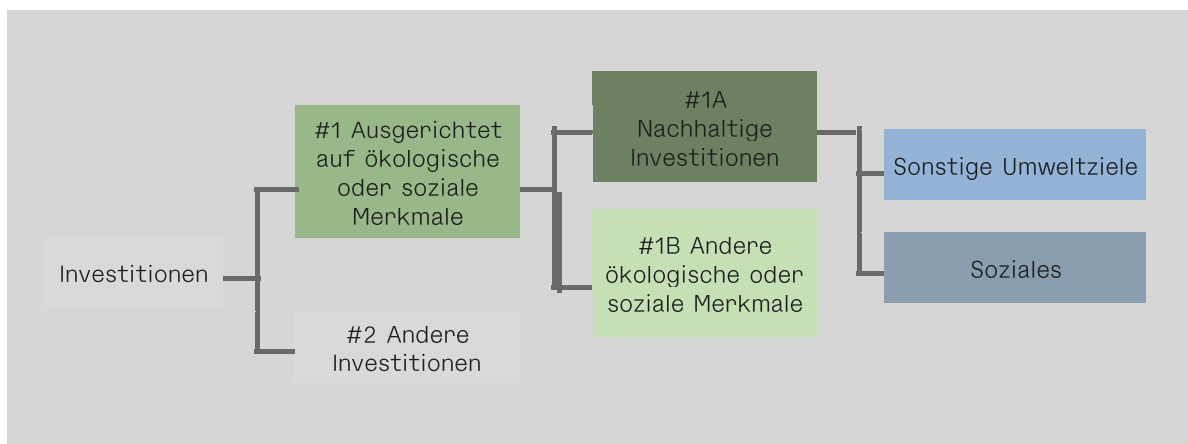 Investitionen
#1 Ausgerichtet
auf ökologische
oder soziale
Merkmale
#2 Andere
Investitionen
#1A
Nachhaltige
Investitionen
#1B Andere
ökologische oder
soziale Merkmale
Sonstige Umweltziele
Soziales